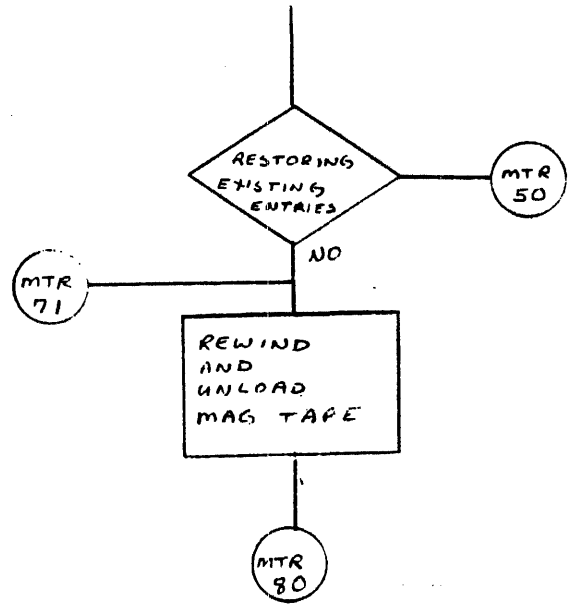 RESTORING
EXISTING
ENTRIES
MTR
50
NO
MTR
71
REWIND
AND
UNLOAD
MAG TAPE
MTR
80